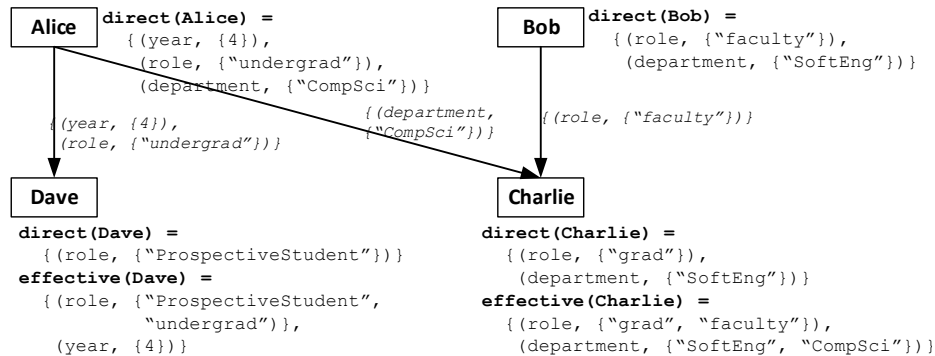 Alice
direct(Alice) =
{(year, {4}),
(role, {“undergrad”}),
(department, {“CompSci”})}
Bob
direct(Bob) =
{(role, {“faculty”}),
(department, {“SoftEng”})}
{(year, {4}),
(role, {“undergrad”})}
{(department,
{“CompSci”})}
{(role, {“faculty”})}
Dave
direct(Dave) =
{(role, {“ProspectiveStudent”})}
effective(Dave) =
{(role, {“ProspectiveStudent”,
“undergrad”)},
(year, {4})}
Charlie
direct(Charlie) =
{(role, {“grad”}),
(department, {“SoftEng”})}
effective(Charlie) =
{(role, {“grad”, “faculty”}),
(department, {“SoftEng”, “CompSci”})}